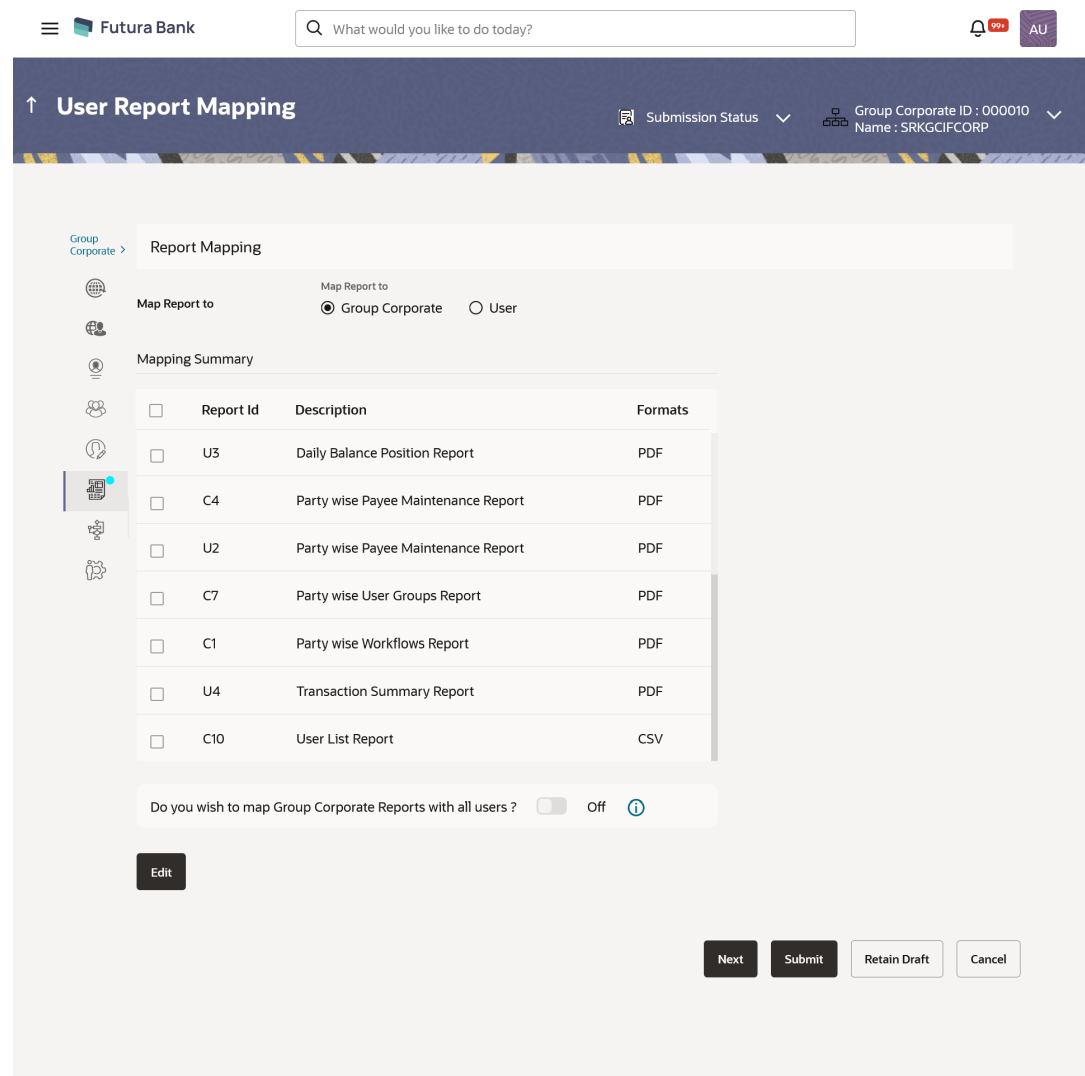 Futura Bank
What would you like to do today?
99+
AU
User Report Mapping
Submission Status
Group Corporate ID : 000010
Name : SRKGCIFCORP
Group
Corporate
Report Mapping
Map Report to
Map Report to
Group Corporate User
Mapping Summary
Report Id Description Formats
U3 Daily Balance Position Report PDF
C4 Party wise Payee Maintenance Report PDF
U2 Party wise Payee Maintenance Report PDF
C7 Party wise User Groups Report PDF
C1 Party wise Workflows Report PDF
U4 Transaction Summary Report PDF
C10 User List Report CSV
Do you wish to map Group Corporate Reports with all users ? Off
Edit
Next Submit Retain Draft Cancel